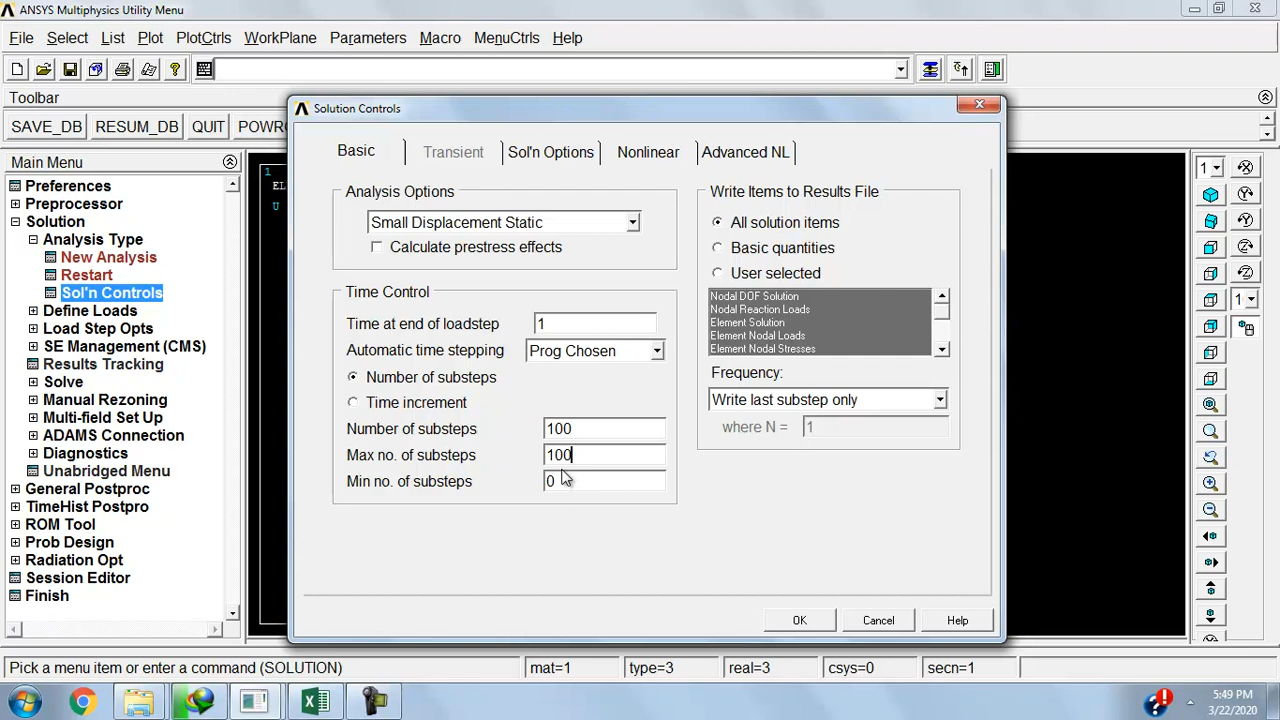 ANSYS Multiphysics Utility Menu
File Select List Plot PlotCtrls WorkPlane Parameters Macro MenuCtrls Help
Toolbar
SAVE_DB RESUM_DB QUIT POWRG
Main Menu
Preferences
Preprocessor
Solution
Analysis Type
New Analysis
Restart
Sol'n Controls
Define Loads
Load Step Opts
SE Management (CMS)
Results Tracking
Solve
Manual Rezoning
Multi-field Set Up
ADAMS Connection
Diagnostics
Unabridged Menu
General Postproc
TimeHist Postpro
ROM Tool
Prob Design
Radiation Opt
Session Editor
Finish
1
EL
U
Solution Controls
Basic Transient Sol'n Options Nonlinear Advanced NL
Analysis Options
Small Displacement Static
Calculate prestress effects
Time Control
Time at end of loadstep 1
Automatic time stepping Prog Chosen
Number of substeps
Time increment
Number of substeps 100
Max no. of substeps 100
Min no. of substeps 0
Write Items to Results File
All solution items
Basic quantities
User selected
Nodal DOF Solution
Nodal Reaction Loads
Element Solution
Element Nodal Loads
Element Nodal Stresses
Frequency:
Write last substep only
where N = 1
OK Cancel Help
1
1
Pick a menu item or enter a command (SOLUTION) mat=1 type=3 real=3 csys=0 secn=1
5:49 PM
3/22/2020